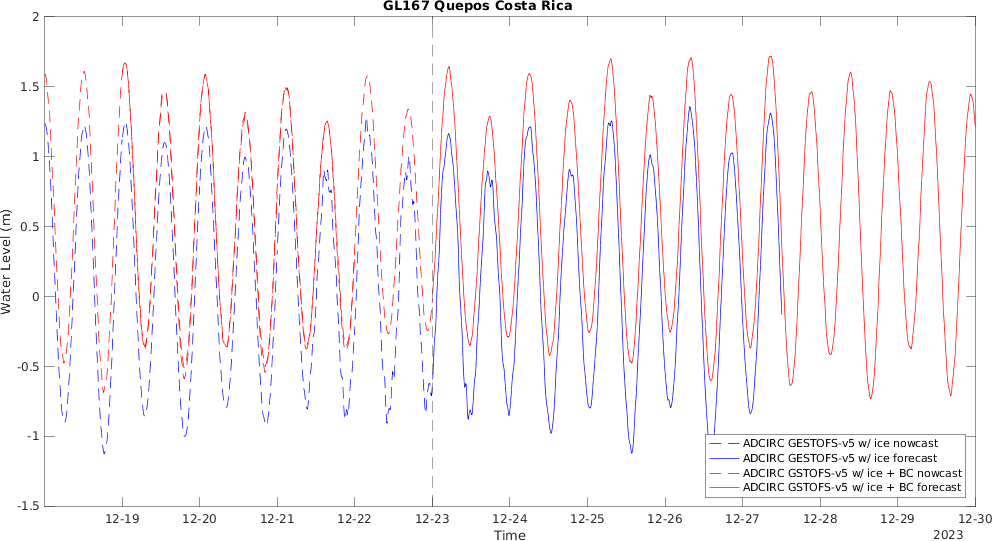 GL167 Quepos Costa Rica
2
1.5
1
0.5
0
-0.5
-1
-1.5
Water Level (m)
ADCIRC GESTOFS-v5 w/ ice nowcast
ADCIRC GESTOFS-v5 w/ ice forecast
ADCIRC GSTOFS-v5 w/ ice + BC nowcast
ADCIRC GSTOFS-v5 w/ ice + BC forecast
12-19 12-20 12-21 12-22 12-23 12-24 12-25 12-26 12-27 12-28 12-29 12-30
Time
2023